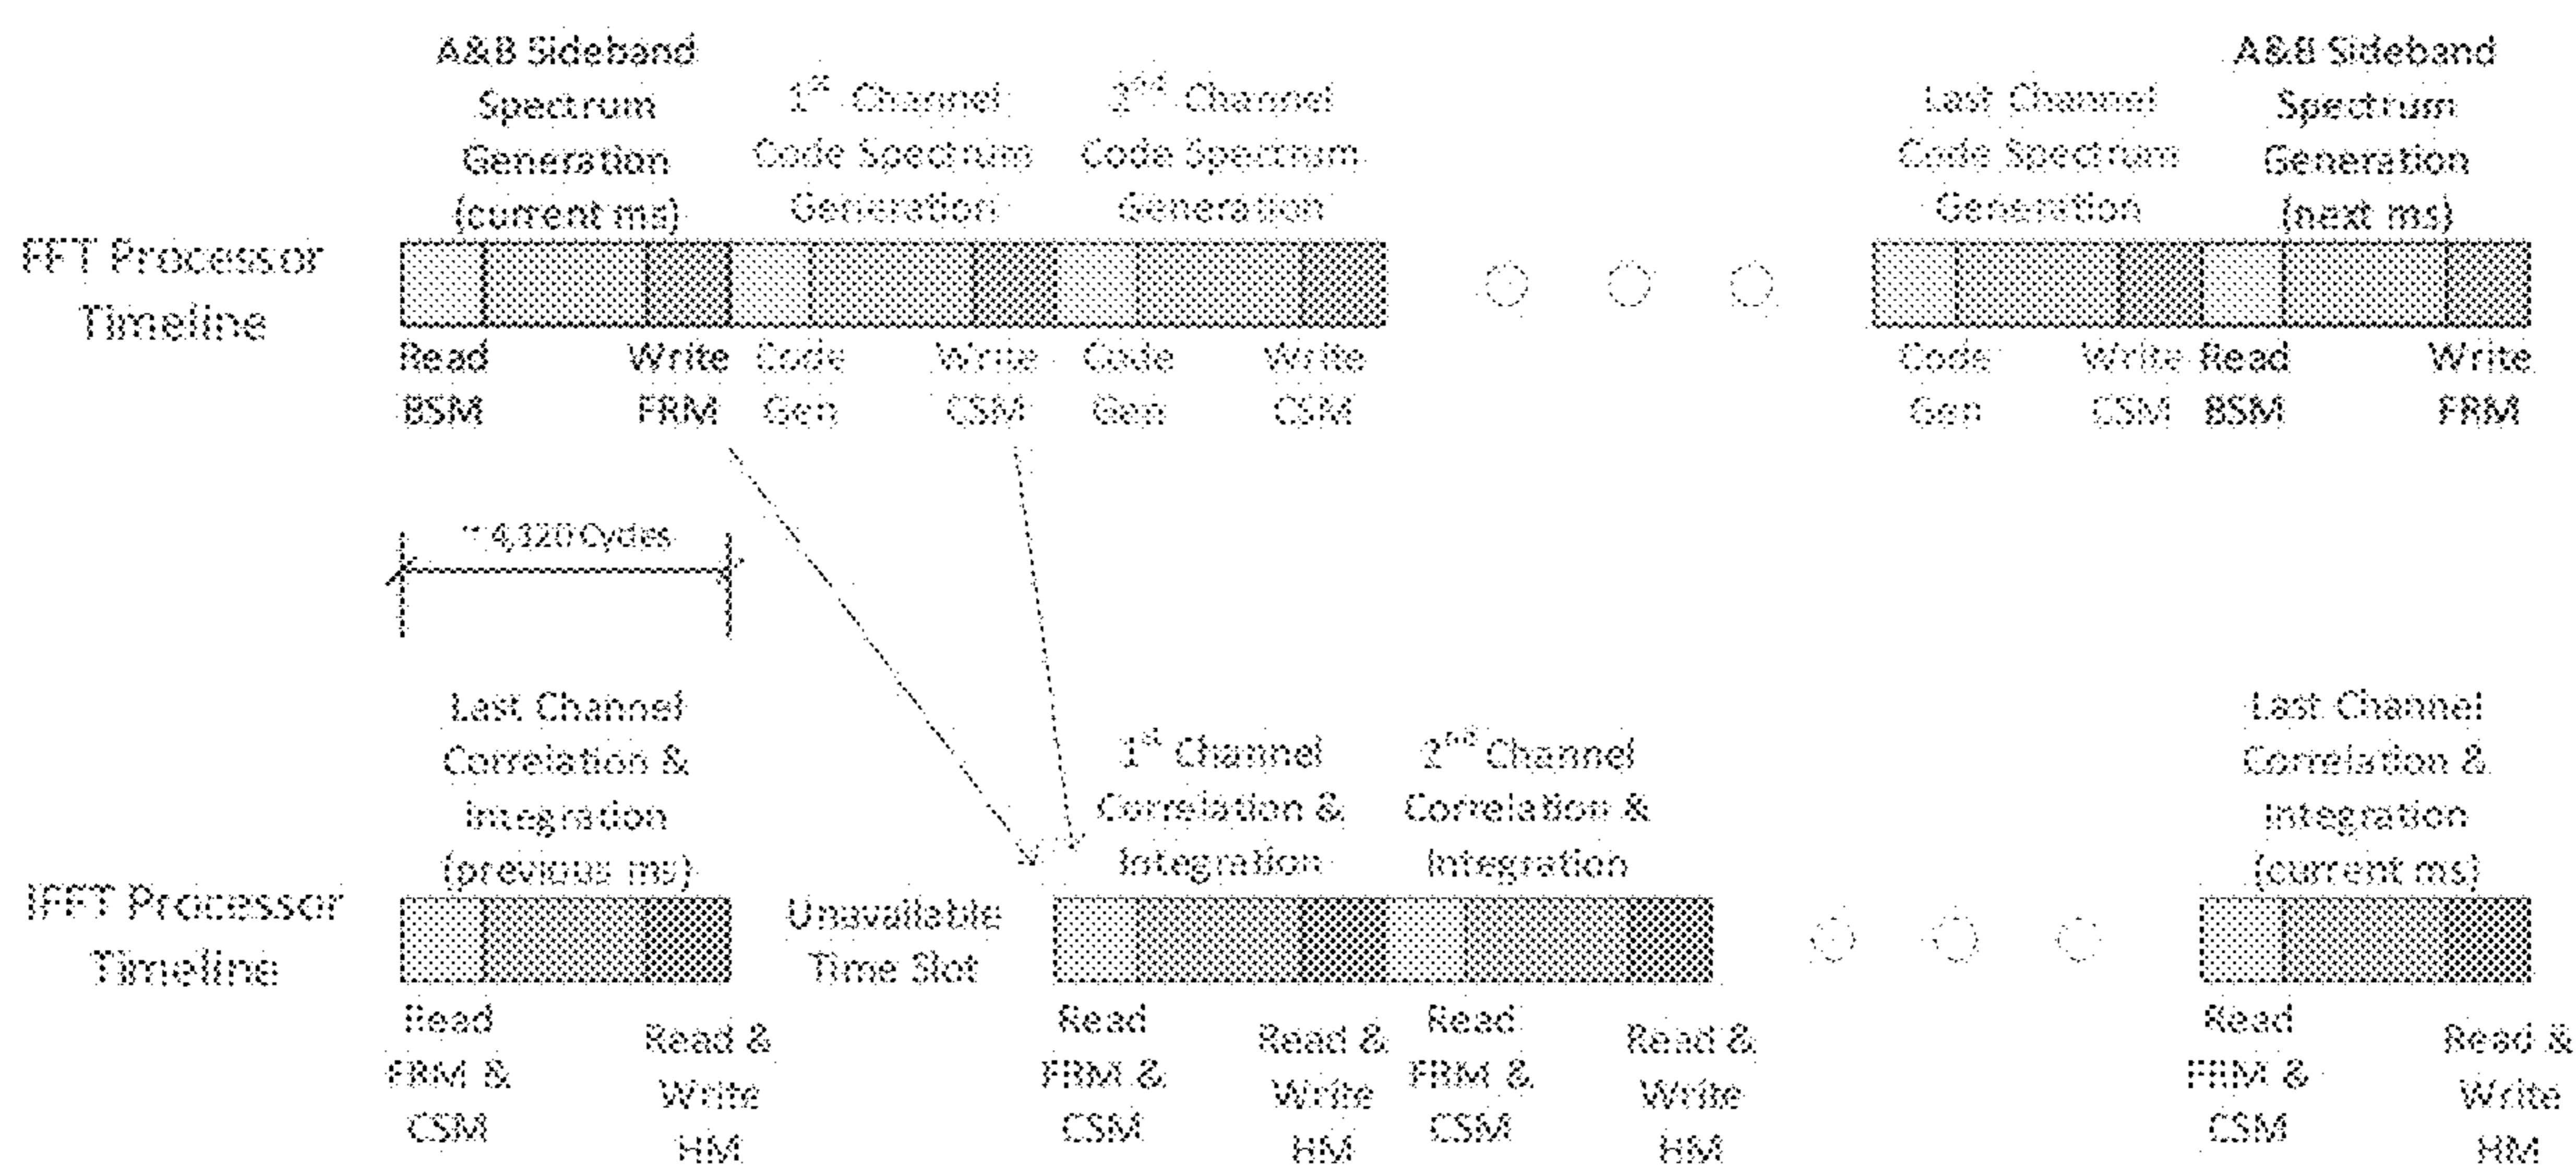 A&B Sideband
Spectrum
Generation
(current ms)
1st Channel
Code Spectrum
Generation
2nd Channel
Code Spectrum
Generation
Last Channel
Code Spectrum
Generation
A&B Sideband
Spectrum
Generation
(next ms)
FFT Processor
Timeline
Read
BSM
Write
FRM
Code
Gen
Write
CSM
Code
Gen
Write
CSM
Code
Gen
Write
CSM
Read
BSM
Write
FRM
~4,120 Cycles
Last Channel
Correlation &
Integration
(previous ms)
1st Channel
Correlation &
Integration
2nd Channel
Correlation &
Integration
Last Channel
Correlation &
Integration
(current ms)
IFFT Processor
Timeline
Unavailable
Time Slot
Read
FRM &
CSM
Read &
Write
HM
Read
FRM &
CSM
Read &
Write
HM
Read
FRM &
CSM
Read &
Write
HM
Read
FRM &
CSM
Read &
Write
HM